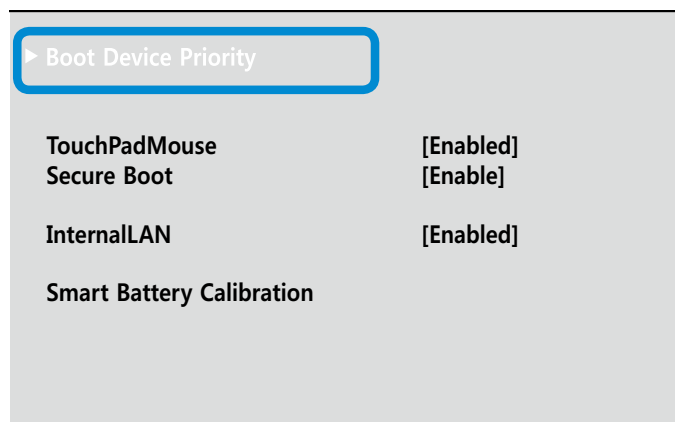 ▶ Boot Device Priority
TouchPadMouse [Enabled]
Secure Boot [Enable]
InternalLAN [Enabled]
Smart Battery Calibration